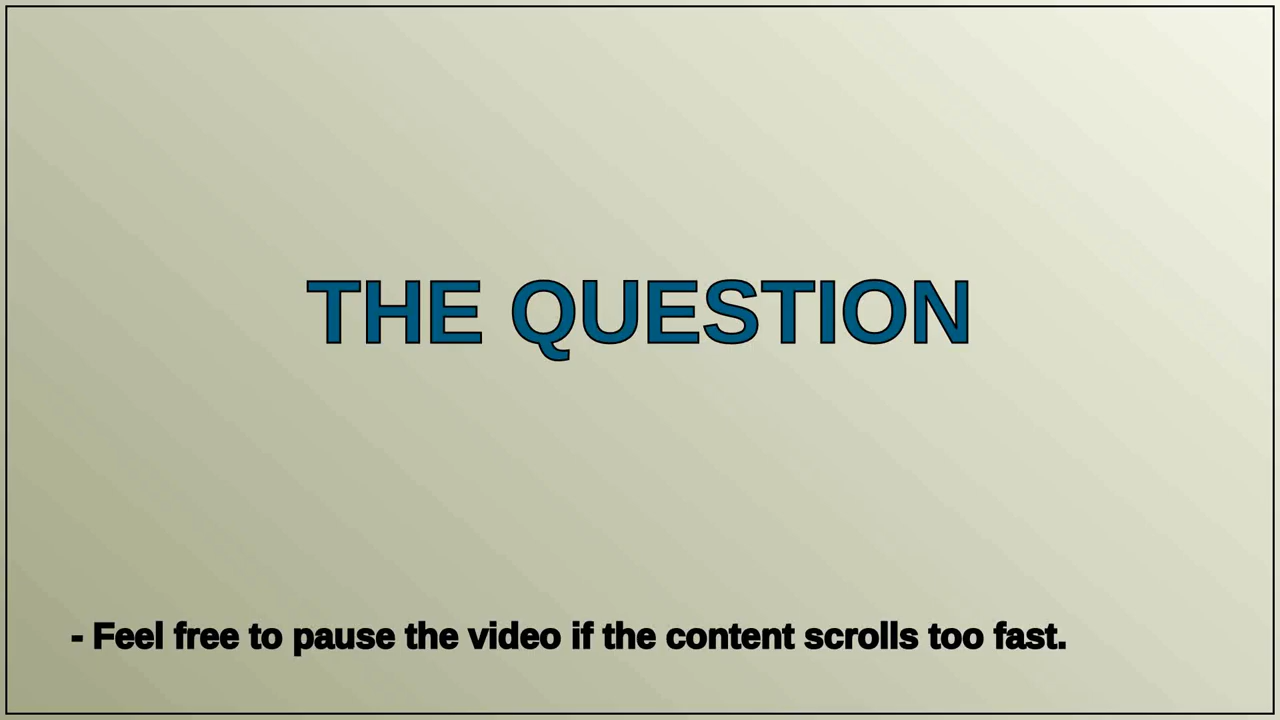 THE QUESTION
- Feel free to pause the video if the content scrolls too fast.